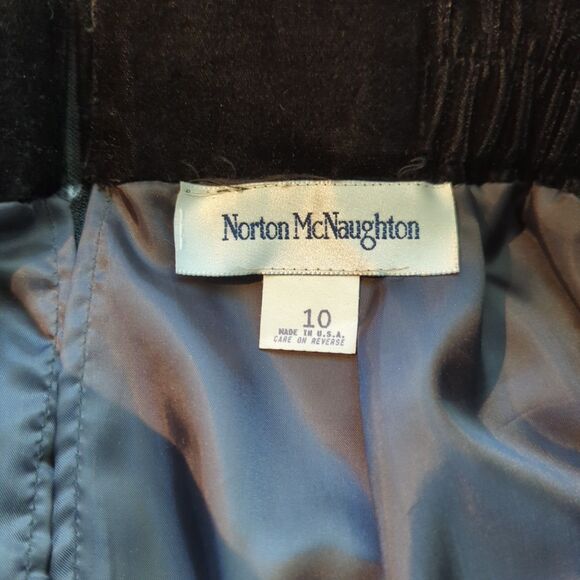 Norton McNaughton
10
MADE IN U.S.A.
CARE ON REVERSE